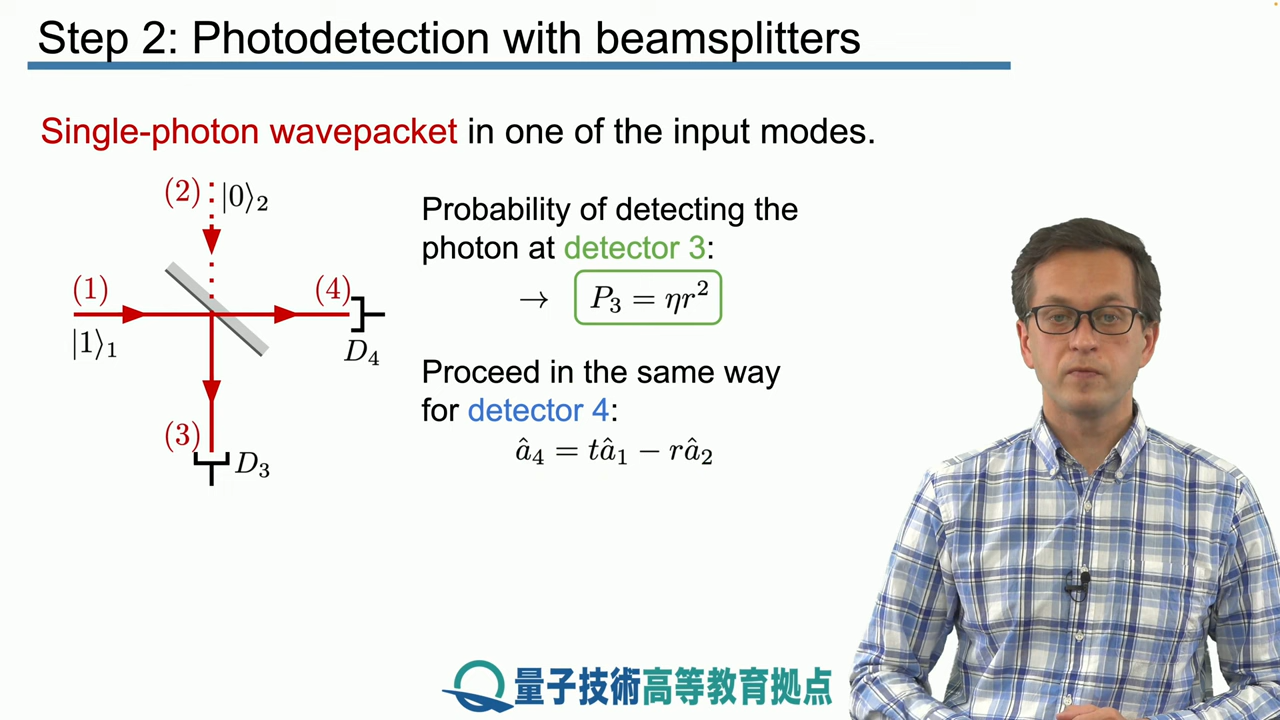 Step 2: Photodetection with beamsplitters
Single-photon wavepacket in one of the input modes.
(2) |0⟩₂
(1)
(4)
|1⟩₁
D₄
(3)
D₃
Probability of detecting the
photon at detector 3:
→ P₃ = ηr²
Proceed in the same way
for detector 4:
â₄ = tâ₁ − râ₂
量子技術高等教育拠点